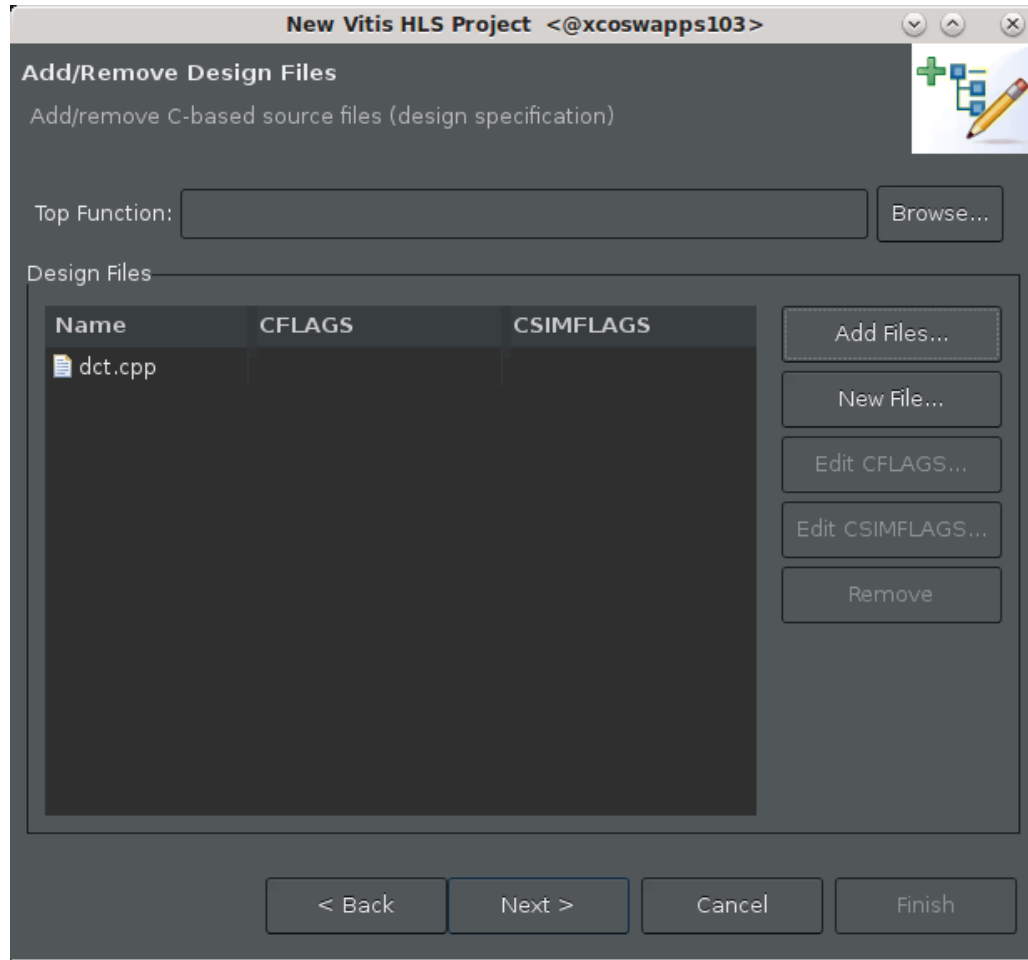 New Vitis HLS Project <@xcoswapps103>
Add/Remove Design Files
Add/remove C-based source files (design specification)
Top Function:
Browse...
Design Files
Name CFLAGS CSIMFLAGS
dct.cpp
Add Files...
New File...
Edit CFLAGS...
Edit CSIMFLAGS...
Remove
< Back Next > Cancel Finish